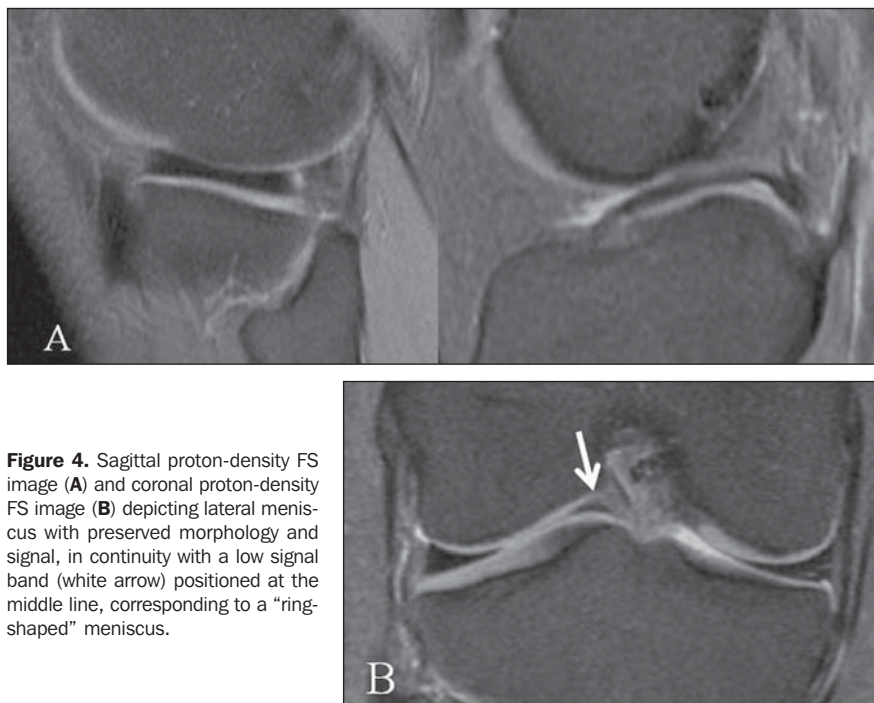 A
Figure 4. Sagittal proton-density FS
image (A) and coronal proton-density
FS image (B) depicting lateral menis-
cus with preserved morphology and
signal, in continuity with a low signal
band (white arrow) positioned at the
middle line, corresponding to a “ring-
shaped” meniscus.
B